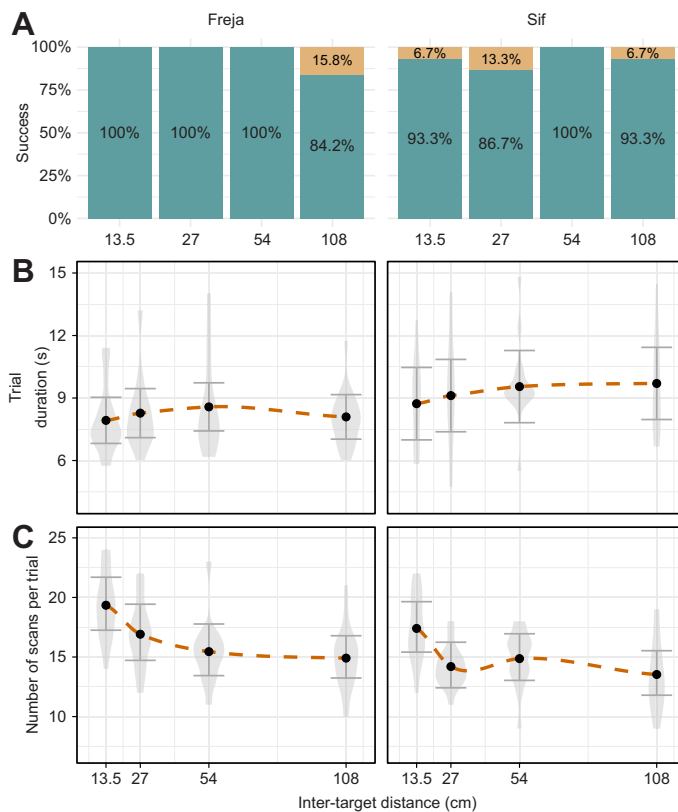 A
Freja
Sif
100%
75%
50%
25%
0%
Success
100%
100%
100%
15.8%
84.2%
6.7%
93.3%
13.3%
86.7%
100%
6.7%
93.3%
13.5 27 54 108
13.5 27 54 108
B
15
12
9
6
Trial
duration (s)
C
25
20
15
10
Number of scans per trial
13.5 27 54 108
13.5 27 54 108
Inter-target distance (cm)